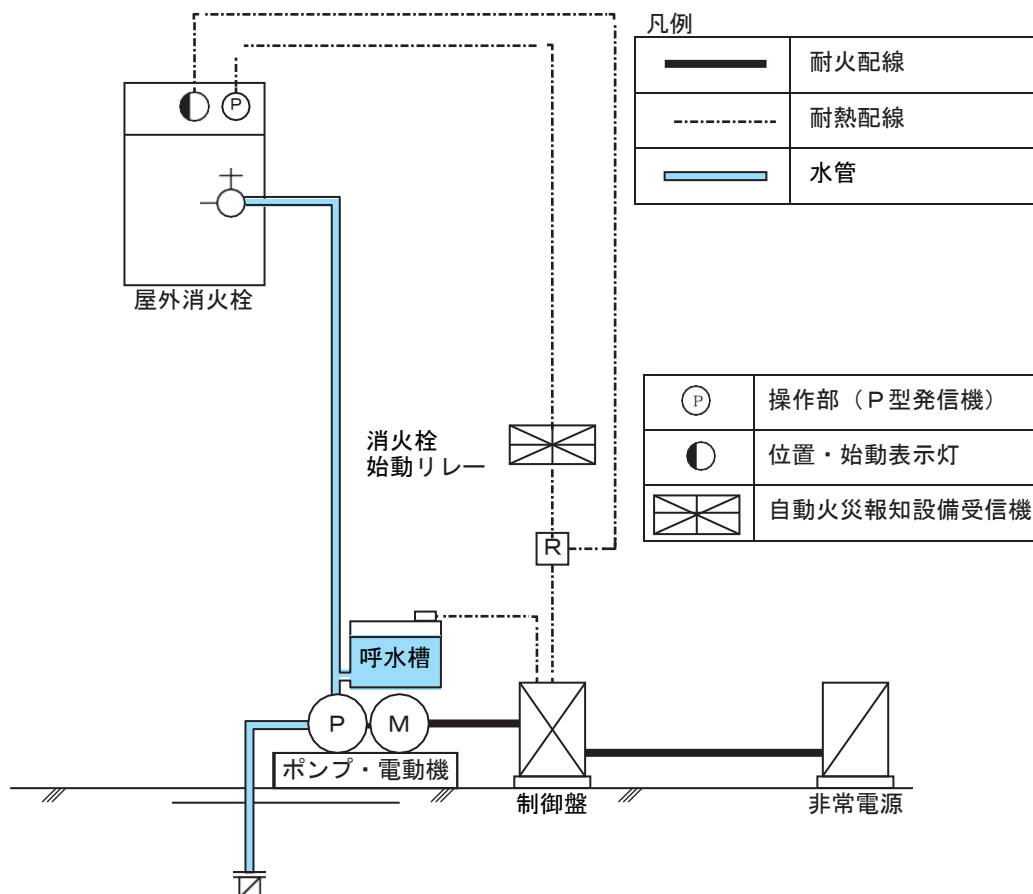 凡例
耐火配線
耐熱配線
水管
P
屋外消火栓
P
操作部（P型発信機）
位置・始動表示灯
自動火災報知設備受信機
消火栓
始動リレー
R
呼水槽
P
M
ポンプ・電動機
制御盤
非常電源